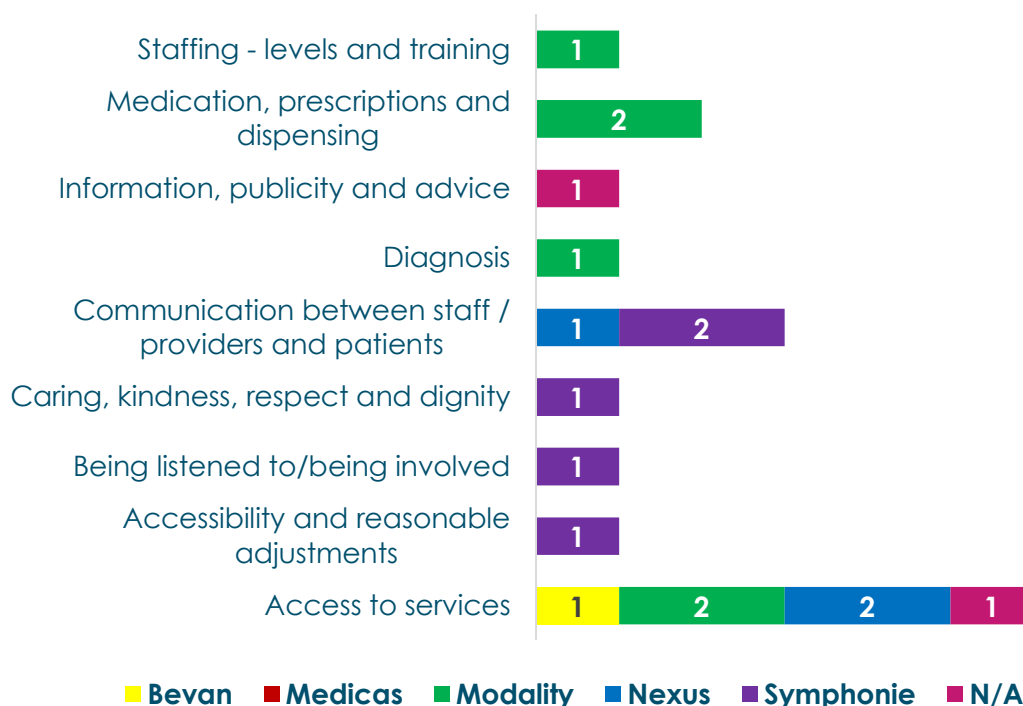 Staffing - levels and training
1
Medication, prescriptions and
dispensing
2
Information, publicity and advice
1
Diagnosis
1
Communication between staff /
providers and patients
1 2
Caring, kindness, respect and dignity
1
Being listened to/being involved
1
Accessibility and reasonable
adjustments
1
Access to services
1 2 2 1
Bevan Medicas Modality Nexus Symphonie N/A